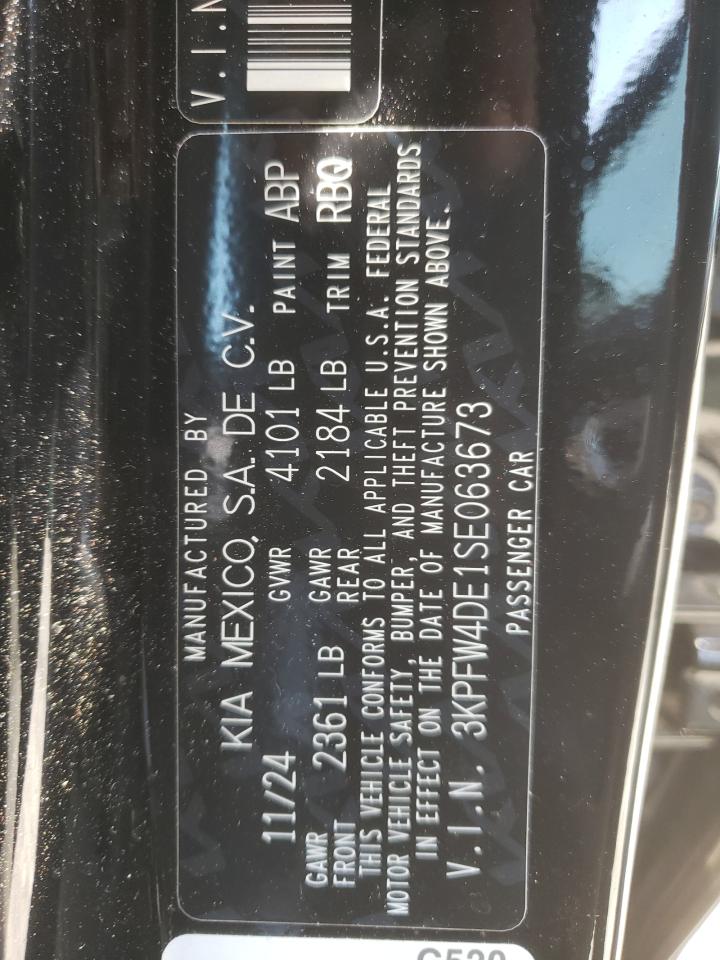 V.I.N
MANUFACTURED BY
KIA MEXICO, S.A. DE C.V.
11/24 GVWR 4101 LB PAINT ABP
GAWR FRONT 2361 LB GAWR REAR 2184 LB TRIM RBQ
THIS VEHICLE CONFORMS TO ALL APPLICABLE U.S.A. FEDERAL
MOTOR VEHICLE SAFETY, BUMPER, AND THEFT PREVENTION STANDARDS
IN EFFECT ON THE DATE OF MANUFACTURE SHOWN ABOVE.
V.I.N. 3KPFW4DE1SE063673
PASSENGER CAR